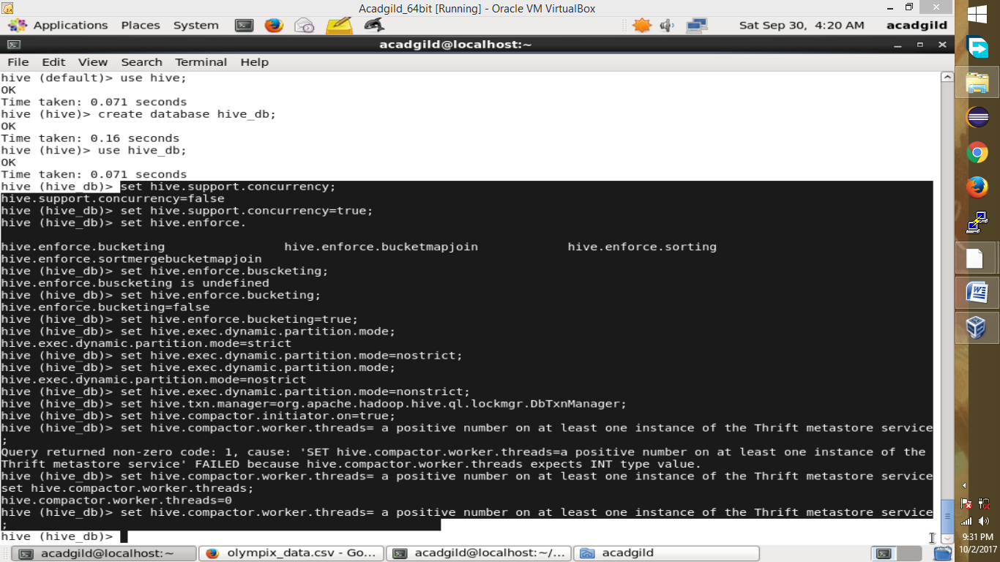 Acadgild_64bit [Running] - Oracle VM VirtualBox
Applications Places System Sat Sep 30, 4:20 AM acadgild
acadgild@localhost:~
File Edit View Search Terminal Help
hive (default)> use hive;
OK
Time taken: 0.071 seconds
hive (hive)> create database hive_db;
OK
Time taken: 0.16 seconds
hive (hive)> use hive_db;
OK
Time taken: 0.071 seconds
hive (hive_db)> set hive.support.concurrency;
hive.support.concurrency=false
hive (hive_db)> set hive.support.concurrency=true;
hive (hive_db)> set hive.enforce.
hive.enforce.bucketing hive.enforce.bucketmapjoin hive.enforce.sorting
hive.enforce.sortmergebucketmapjoin
hive (hive_db)> set hive.enforce.buscketing;
hive.enforce.buscketing is undefined
hive (hive_db)> set hive.enforce.bucketing;
hive.enforce.bucketing=false
hive (hive_db)> set hive.enforce.bucketing=true;
hive (hive_db)> set hive.exec.dynamic.partition.mode;
hive.exec.dynamic.partition.mode=strict
hive (hive_db)> set hive.exec.dynamic.partition.mode=nostrict;
hive (hive_db)> set hive.exec.dynamic.partition.mode;
hive.exec.dynamic.partition.mode=nostrict
hive (hive_db)> set hive.exec.dynamic.partition.mode=nonstrict;
hive (hive_db)> set hive.txn.manager=org.apache.hadoop.hive.ql.lockmgr.DbTxnManager;
hive (hive_db)> set hive.compactor.initiator.on=true;
hive (hive_db)> set hive.compactor.worker.threads= a positive number on at least one instance of the Thrift metastore service
;
Query returned non-zero code: 1, cause: 'SET hive.compactor.worker.threads=a positive number on at least one instance of the
Thrift metastore service' FAILED because hive.compactor.worker.threads expects INT type value.
hive (hive_db)> set hive.compactor.worker.threads= a positive number on at least one instance of the Thrift metastore service
set hive.compactor.worker.threads;
hive.compactor.worker.threads=0
hive (hive_db)> set hive.compactor.worker.threads= a positive number on at least one instance of the Thrift metastore service
;
hive (hive_db)>
acadgild@localhost:~ olympix_data.csv - Go... acadgild@localhost:~/... acadgild
9:31 PM
10/2/2017